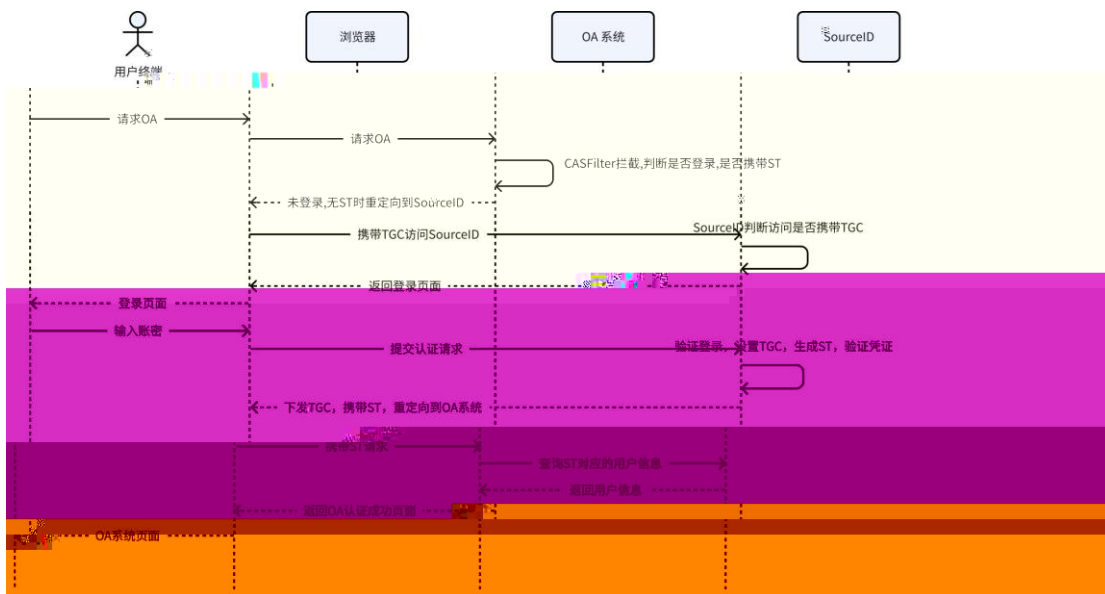 用户终端
浏览器
OA 系统
SourceID
请求OA
请求OA
CASFilter拦截,判断是否登录,是否携带ST
未登录,无ST时重定向到SourceID
携带TGC访问SourceID
SourceID判断访问是否携带TGC
返回登录页面
登录页面
输入账密
提交认证请求
验证登录，设置TGC，生成ST，验证凭证
下发TGC，携带ST，重定向到OA系统
携带ST请求
查询ST对应的用户信息
返回用户信息
返回OA认证成功页面
OA系统页面